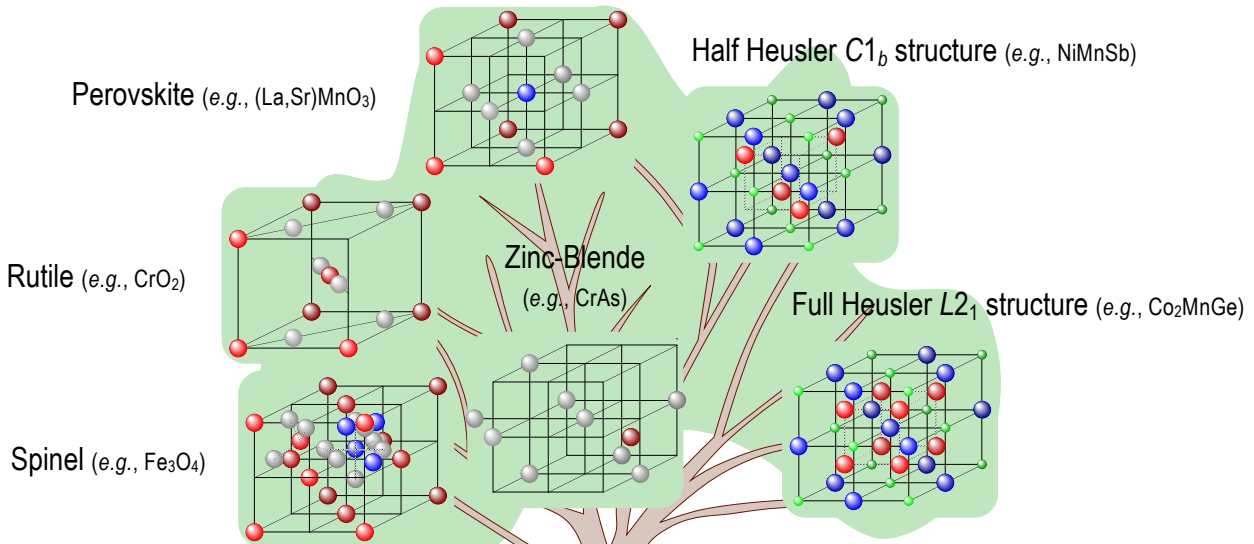 Half Heusler C1b structure (e.g., NiMnSb)
Perovskite (e.g., (La,Sr)MnO3)
Zinc-Blende
(e.g., CrAs)
Rutile (e.g., CrO2)
Full Heusler L21 structure (e.g., Co2MnGe)
Spinel (e.g., Fe3O4)